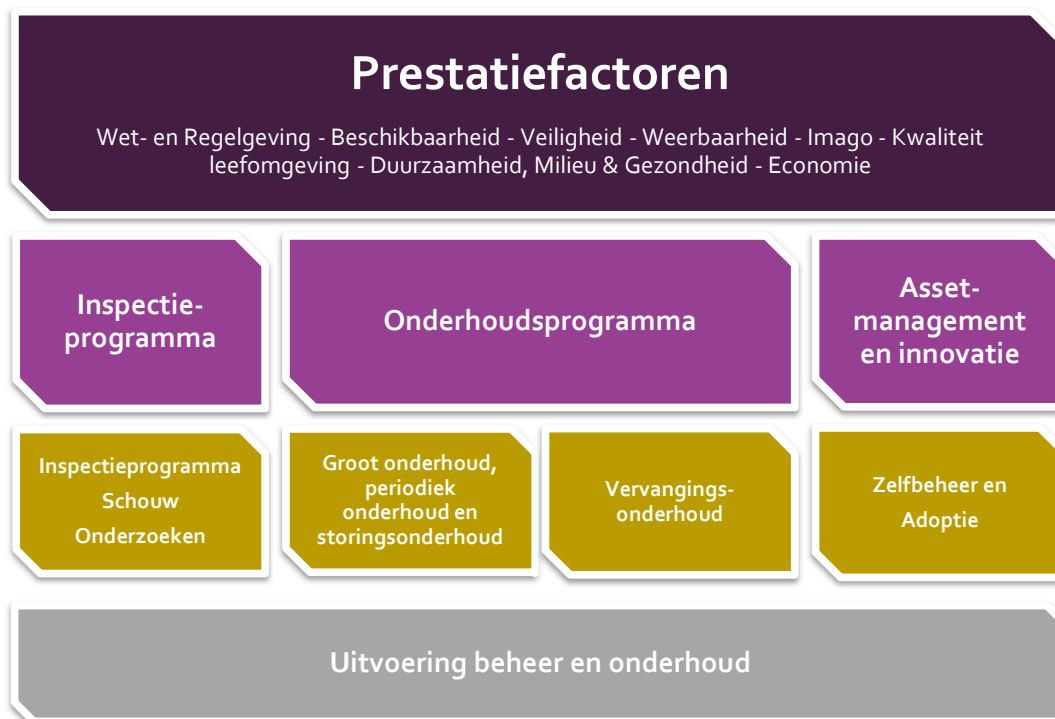 Prestatiefactoren
Wet- en Regelgeving - Beschikbaarheid - Veiligheid - Weerbaarheid - Imago - Kwaliteit
leefomgeving - Duurzaamheid, Milieu & Gezondheid - Economie
Inspectie-
programma
Onderhoudsprogramma
Asset-
management
en innovatie
Inspectieprogramma
Schouw
Onderzoeken
Groot onderhoud,
periodiek
onderhoud en
storingsonderhoud
Vervangings-
onderhoud
Zelfbeheer en
Adoptie
Uitvoering beheer en onderhoud